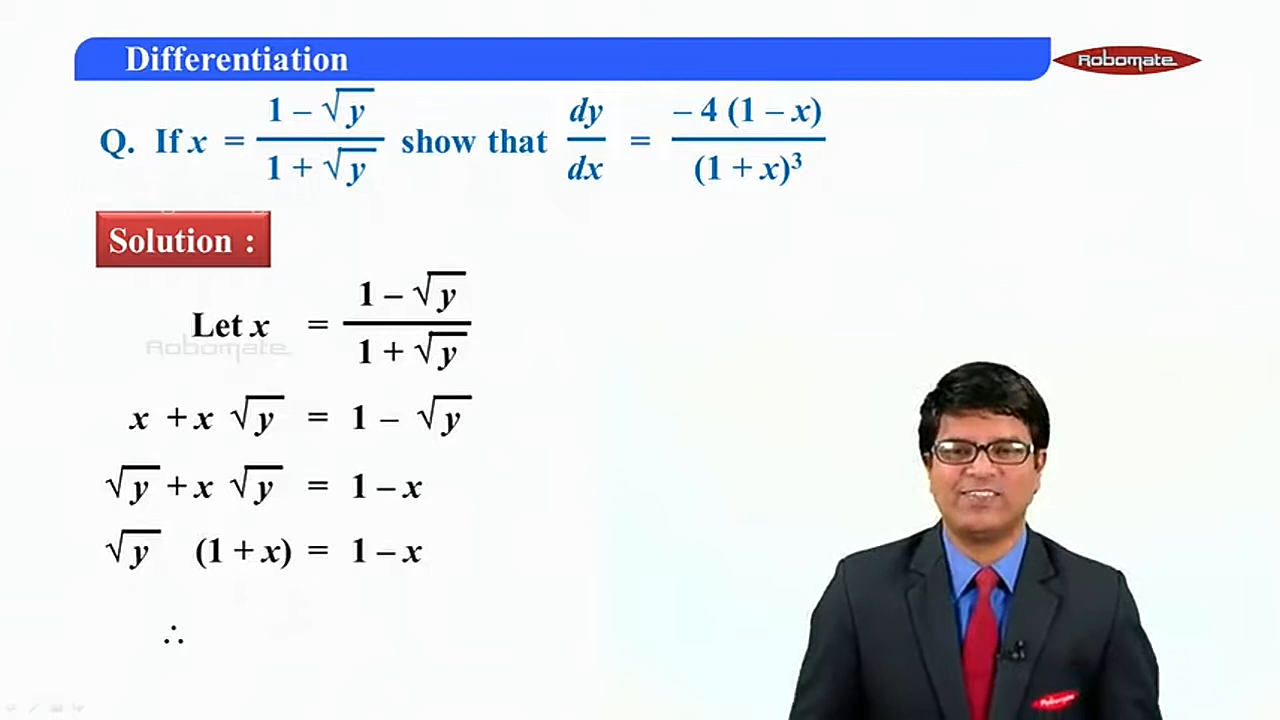 Differentiation
Robomate
Q. If x = (1 – √y)/(1 + √y) show that dy/dx = – 4 (1 – x)/(1 + x)³
Solution :
Let x = (1 – √y)/(1 + √y)
Robomate
x + x √y = 1 – √y
√y + x √y = 1 – x
√y (1 + x) = 1 – x
∴
Robomate